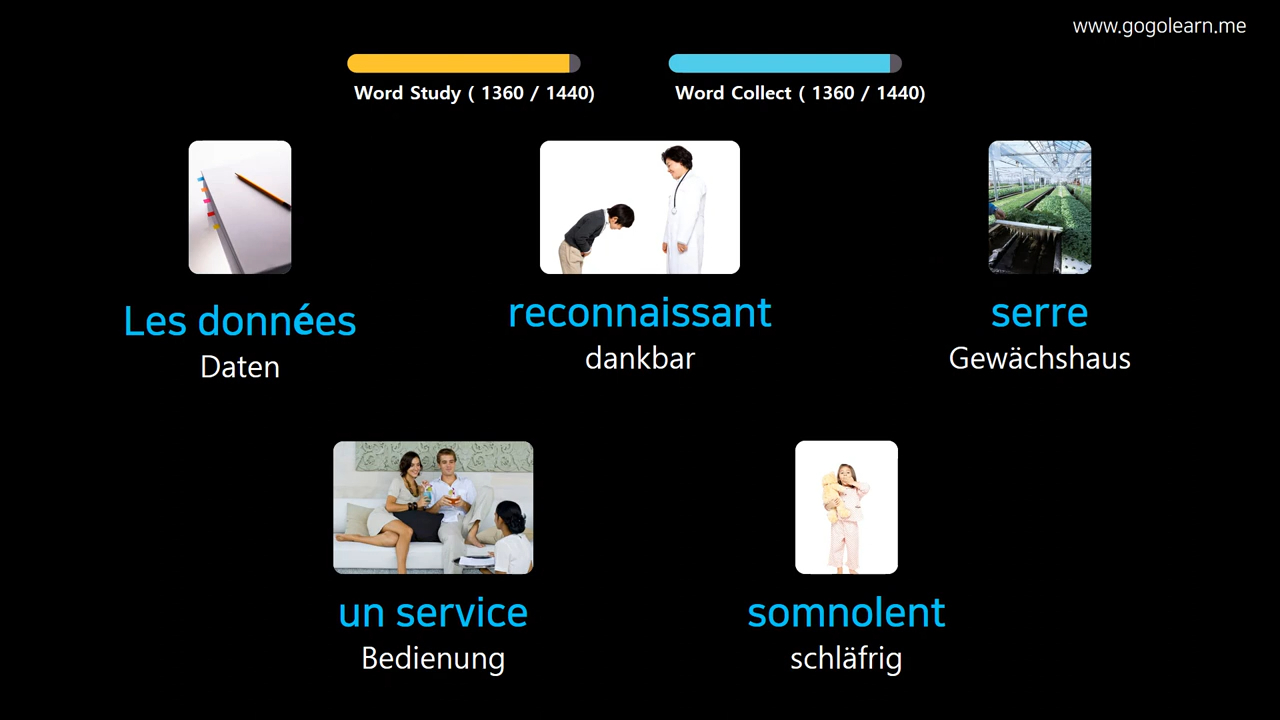 www.gogolearn.me
Word Study ( 1360 / 1440)
Word Collect ( 1360 / 1440)
Les données
Daten
reconnaissant
dankbar
serre
Gewächshaus
un service
Bedienung
somnolent
schläfrig